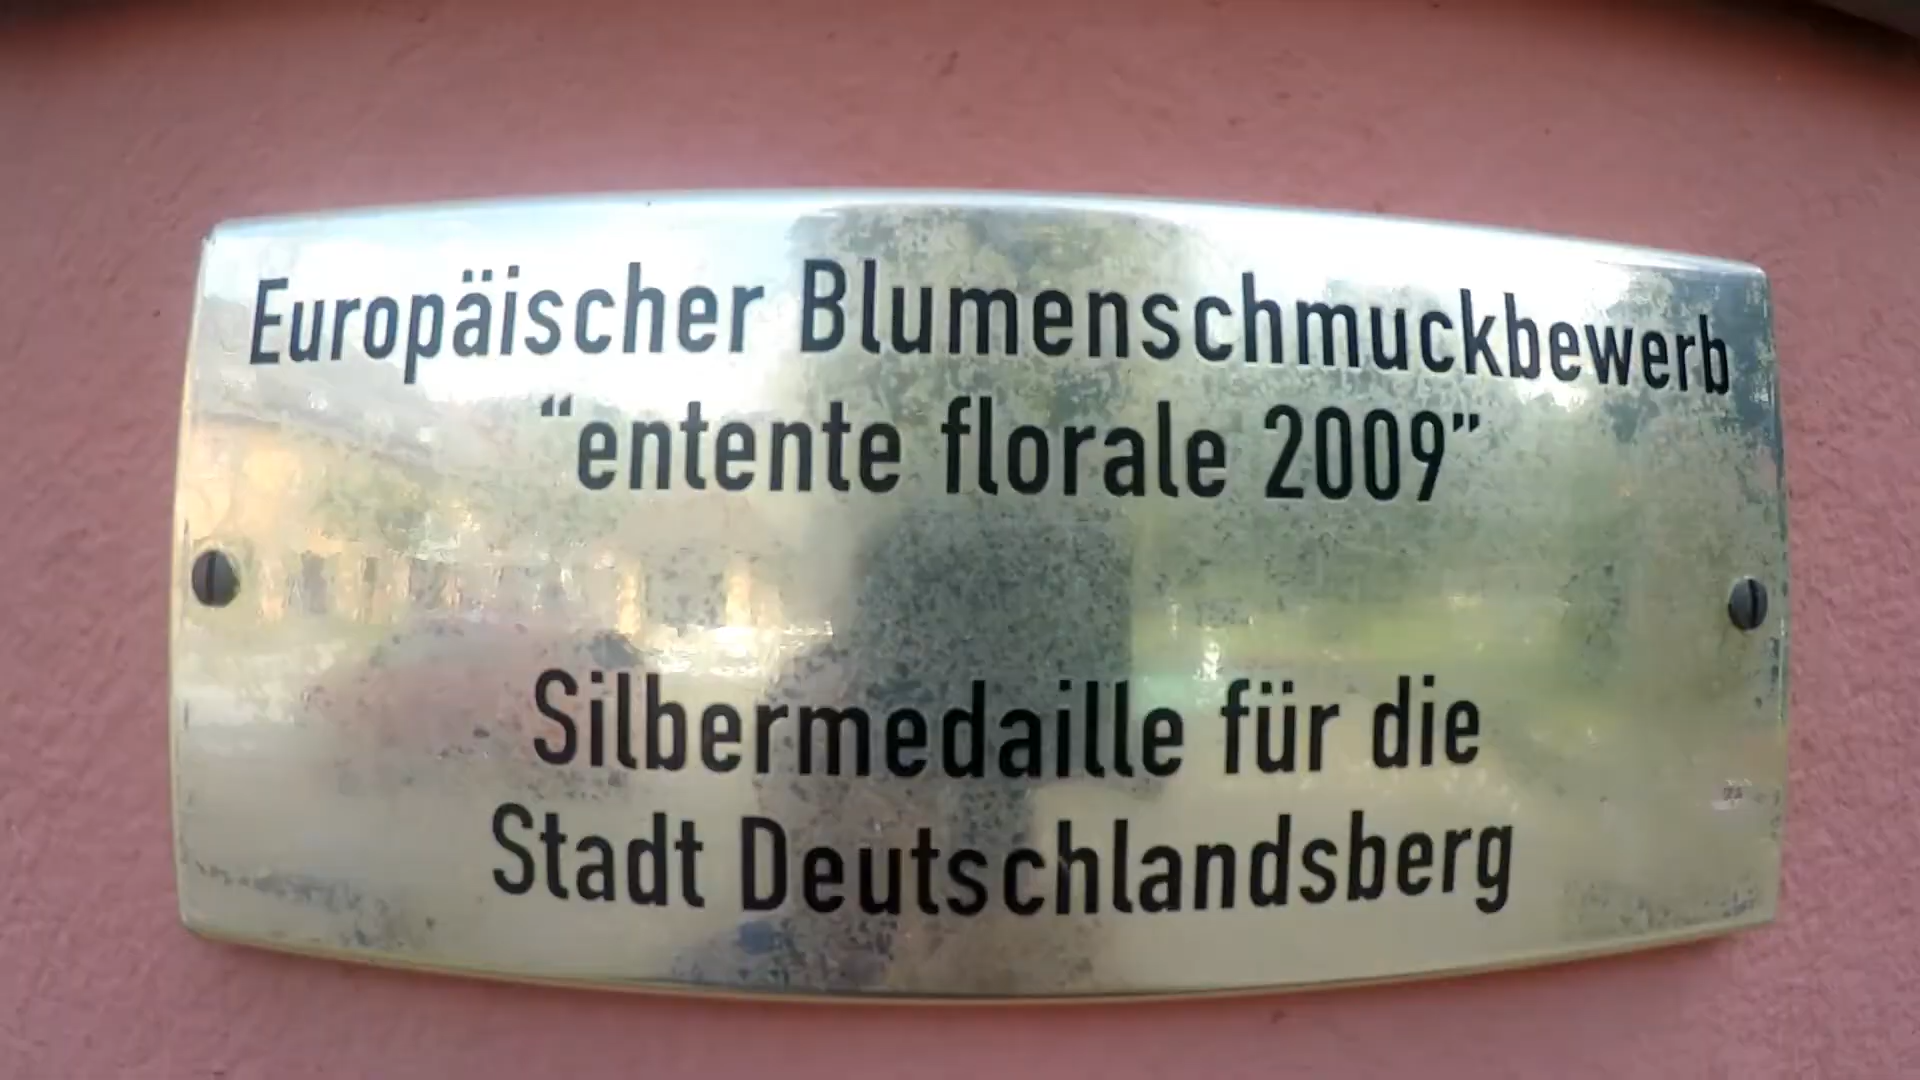 Europäischer Blumenschmuckbewerb
“entente florale 2009”
Silbermedaille für die
Stadt Deutschlandsberg